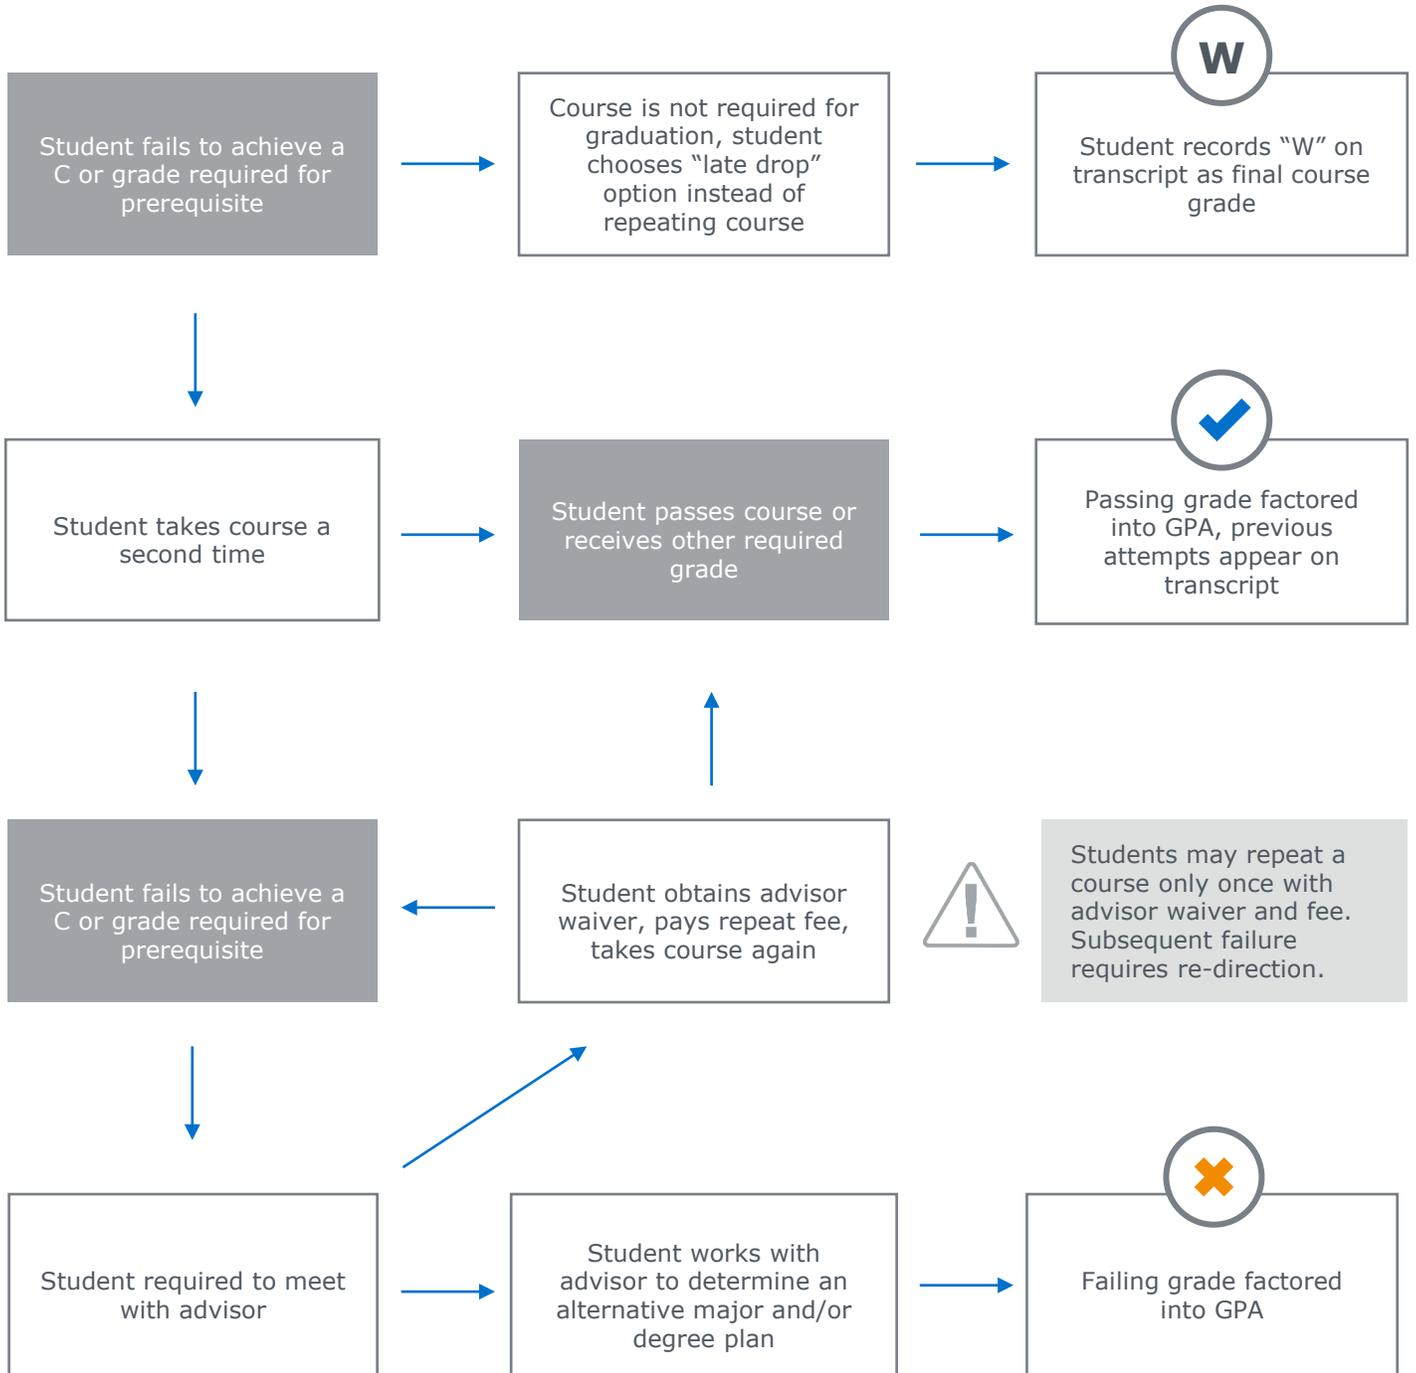 W
Student fails to achieve a
C or grade required for
prerequisite
Course is not required for
graduation, student
chooses “late drop”
option instead of
repeating course
Student records “W” on
transcript as final course
grade
Student takes course a
second time
Student passes course or
receives other required
grade
Passing grade factored
into GPA, previous
attempts appear on
transcript
Student fails to achieve a
C or grade required for
prerequisite
Student obtains advisor
waiver, pays repeat fee,
takes course again
Students may repeat a
course only once with
advisor waiver and fee.
Subsequent failure
requires re-direction.
Student required to meet
with advisor
Student works with
advisor to determine an
alternative major and/or
degree plan
Failing grade factored
into GPA